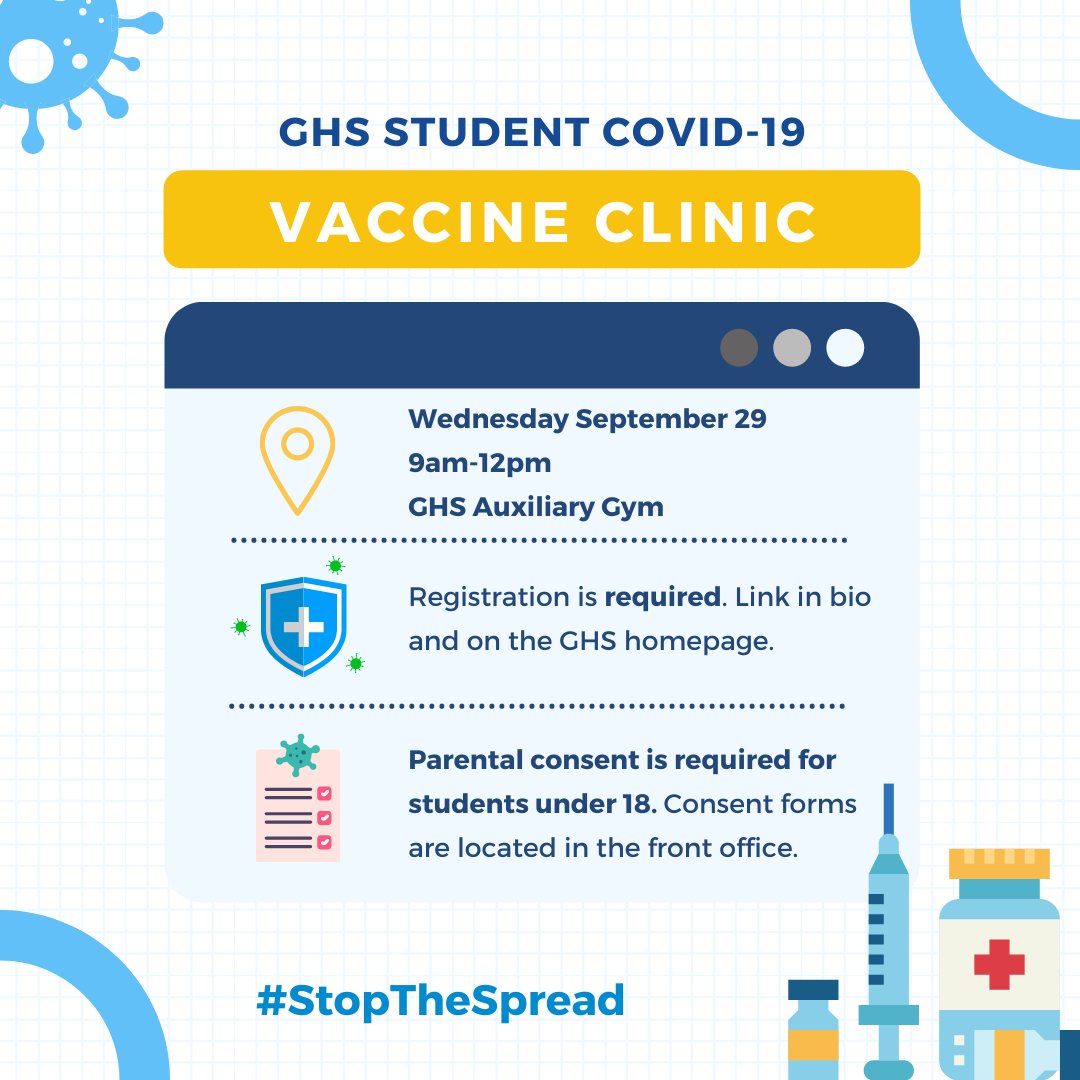 GHS STUDENT COVID-19
VACCINE CLINIC
Wednesday September 29
9am-12pm
GHS Auxiliary Gym
Registration is required. Link in bio
and on the GHS homepage.
Parental consent is required for
students under 18. Consent forms
are located in the front office.
#StopTheSpread